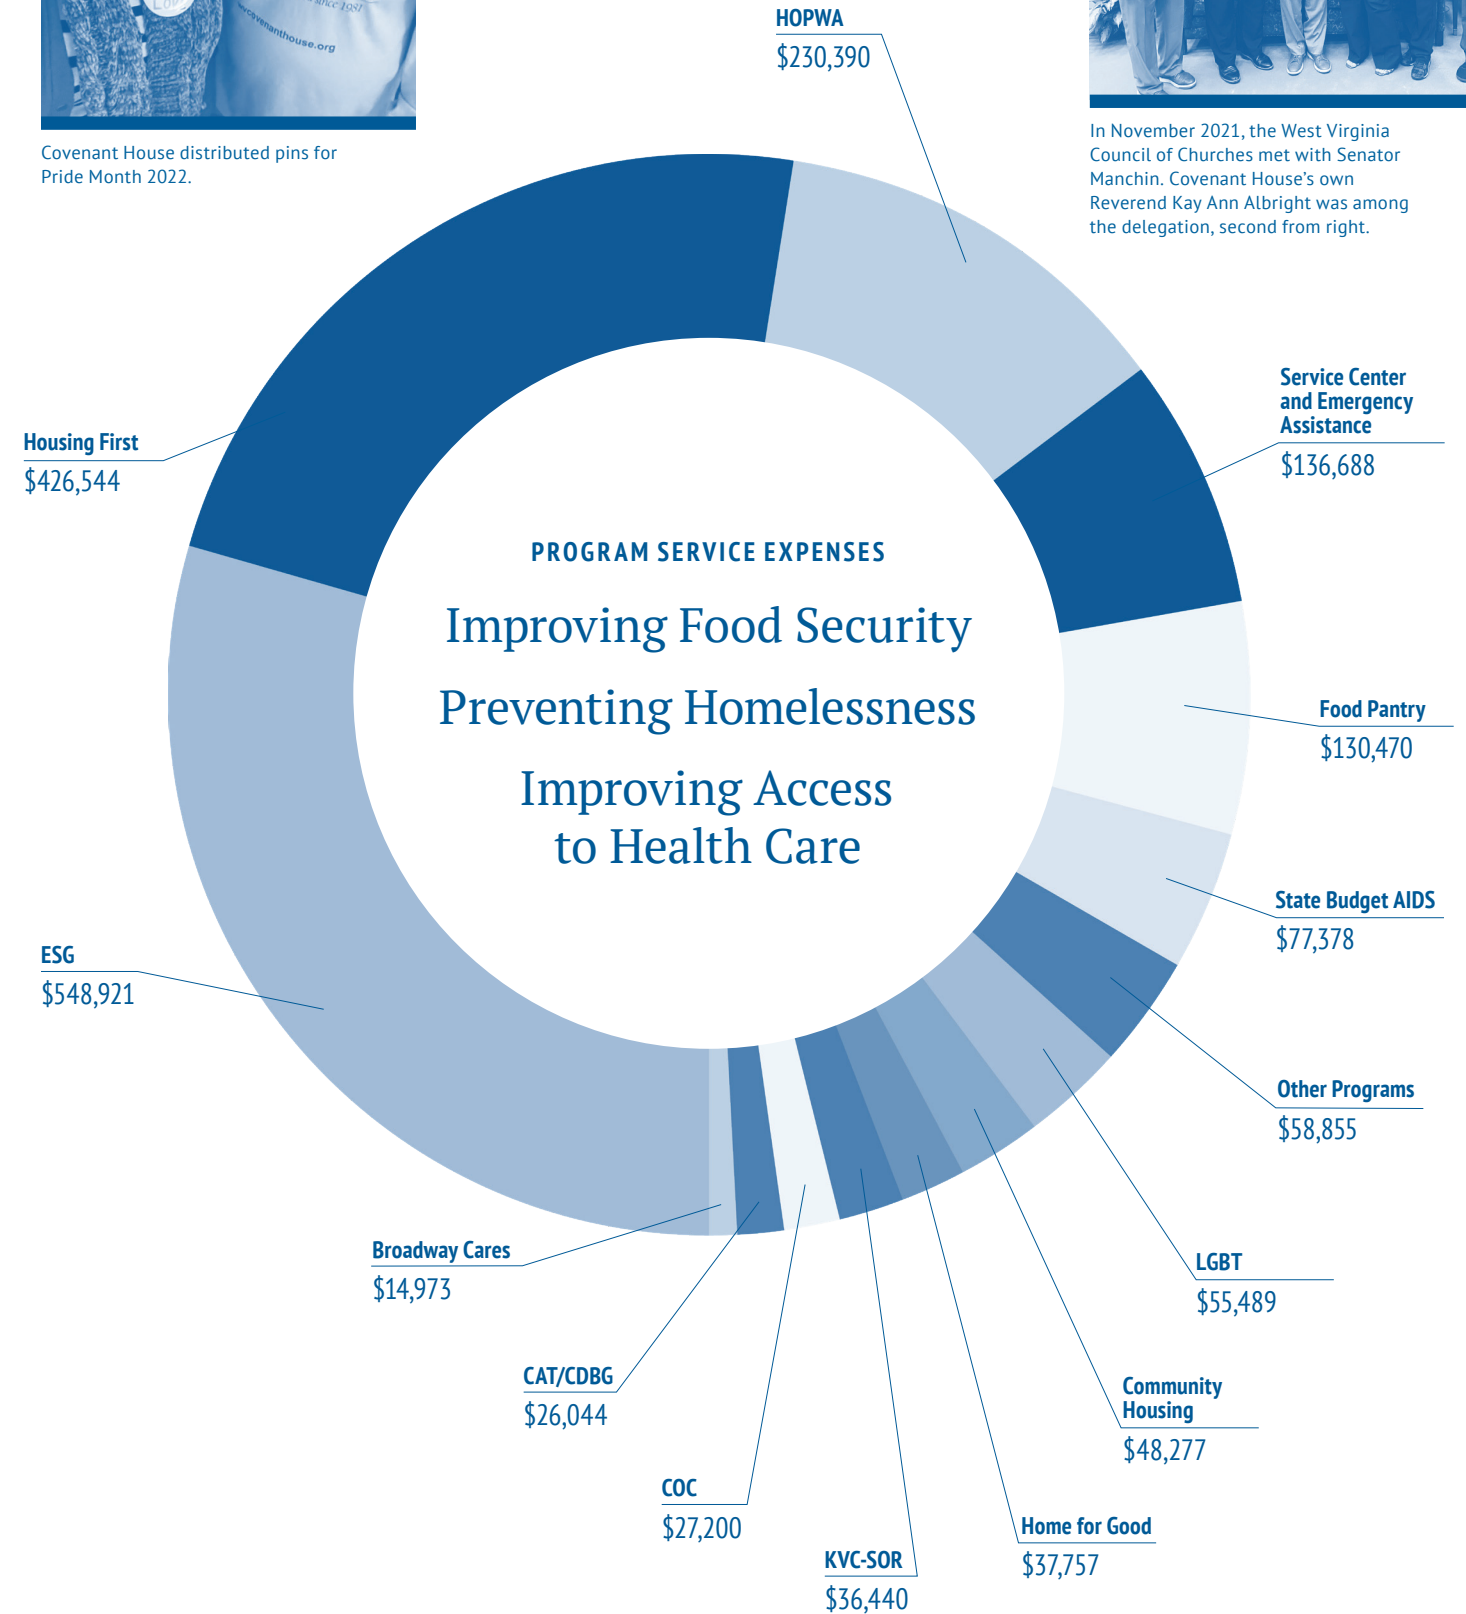 Love
since 1981
wvcovenanthouse.org
Covenant House distributed pins for
Pride Month 2022.
HOPWA
$230,390
In November 2021, the West Virginia
Council of Churches met with Senator
Manchin. Covenant House’s own
Reverend Kay Ann Albright was among
the delegation, second from right.
Housing First
$426,544
Service Center
and Emergency
Assistance
$136,688
PROGRAM SERVICE EXPENSES
Improving Food Security
Preventing Homelessness
Improving Access
to Health Care
Food Pantry
$130,470
State Budget AIDS
$77,378
ESG
$548,921
Other Programs
$58,855
Broadway Cares
$14,973
LGBT
$55,489
CAT/CDBG
$26,044
Community
Housing
$48,277
COC
$27,200
Home for Good
$37,757
KVC-SOR
$36,440